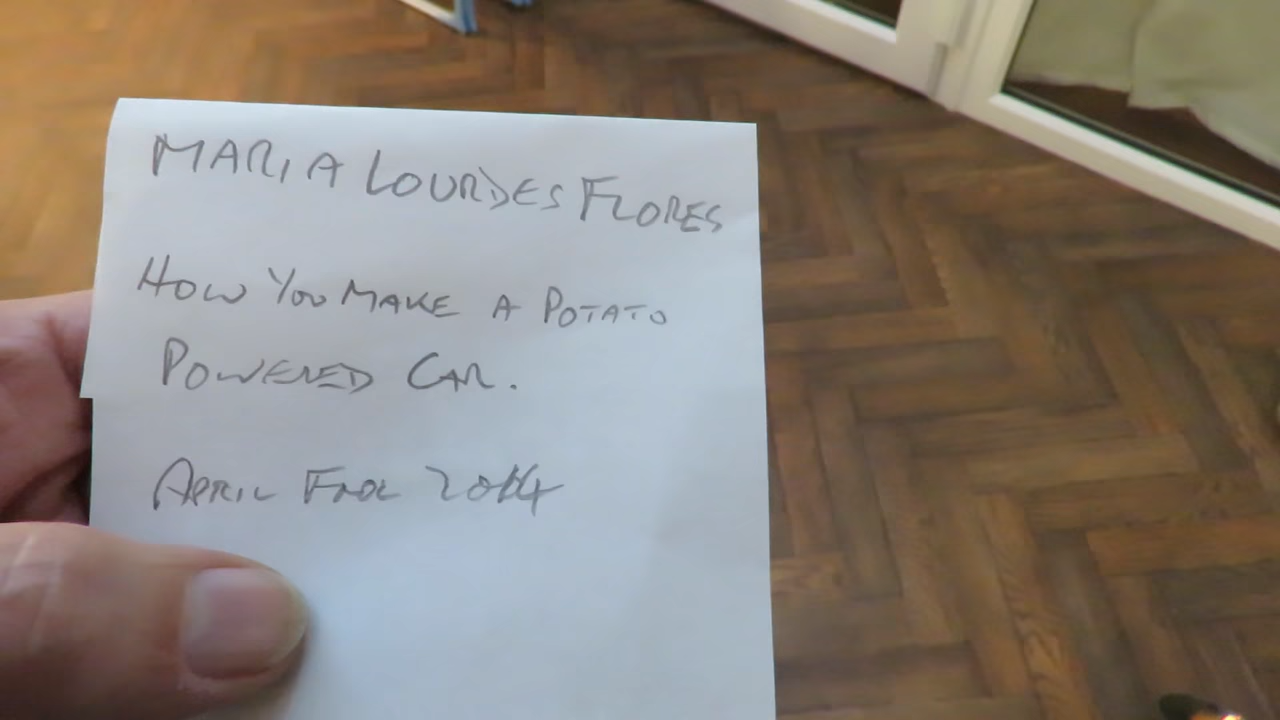 MARIA LOURDES FLORES
HOW YOU MAKE A POTATO
POWERED CAR.
APRIL FOOL 2014